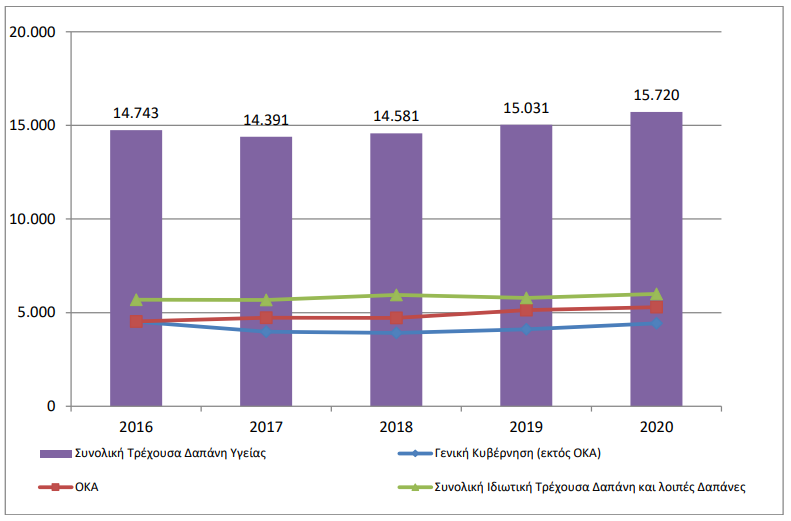 20.000
15.000
10.000
5.000
0
14.743
14.391
14.581
15.031
15.720
2016 2017 2018 2019 2020
Συνολική Τρέχουσα Δαπάνη Υγείας
Γενική Κυβέρνηση (εκτός ΟΚΑ)
ΟΚΑ
Συνολική Ιδιωτική Τρέχουσα Δαπάνη και λοιπές Δαπάνες